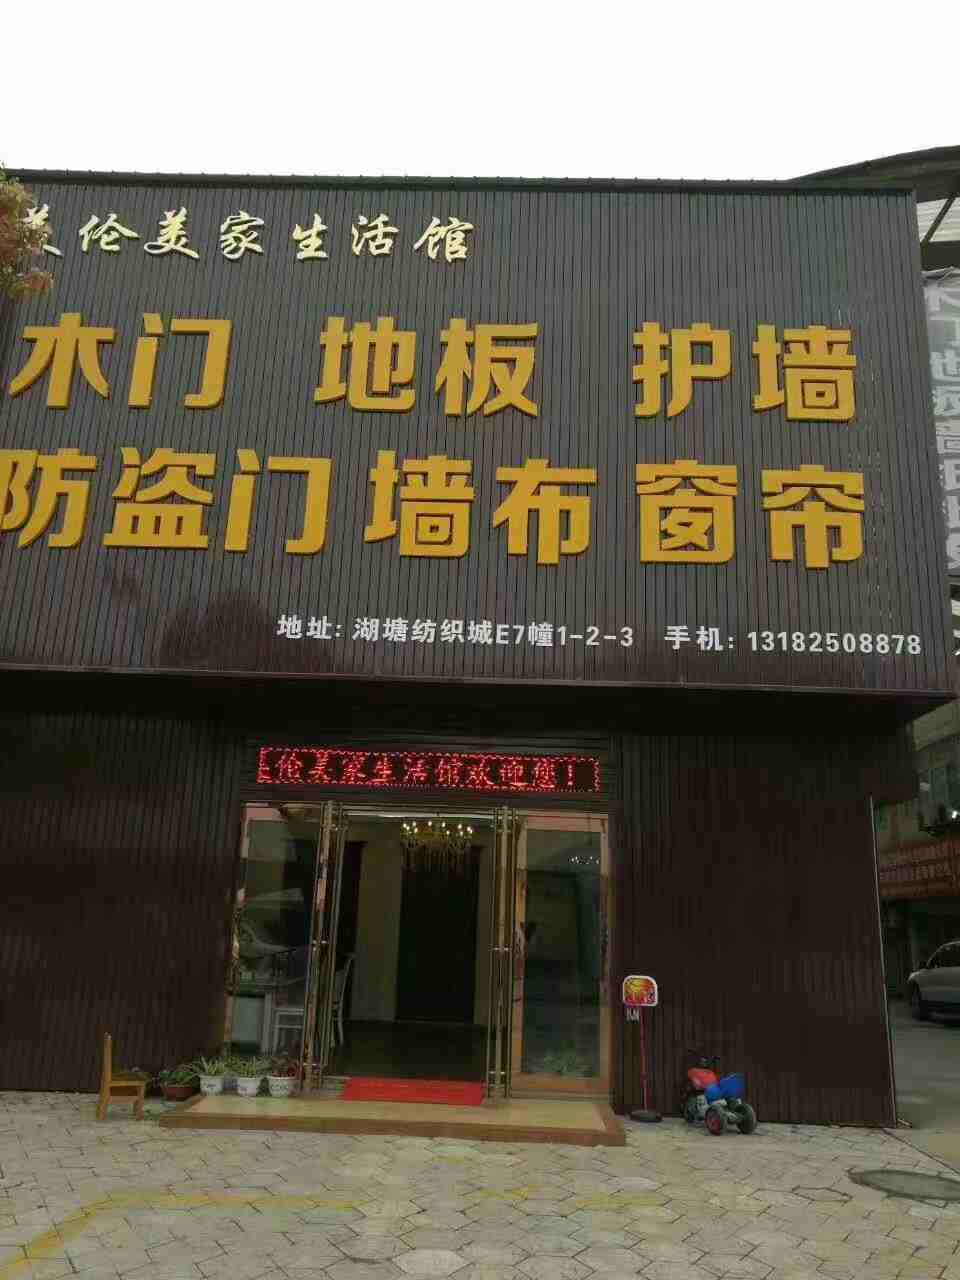 美伦美家生活馆
木门 地板 护墙
防盗门墙布窗帘
地址: 湖塘纺织城E7幢1-2-3 手机: 13182508878
伦美家生活馆欢迎您!